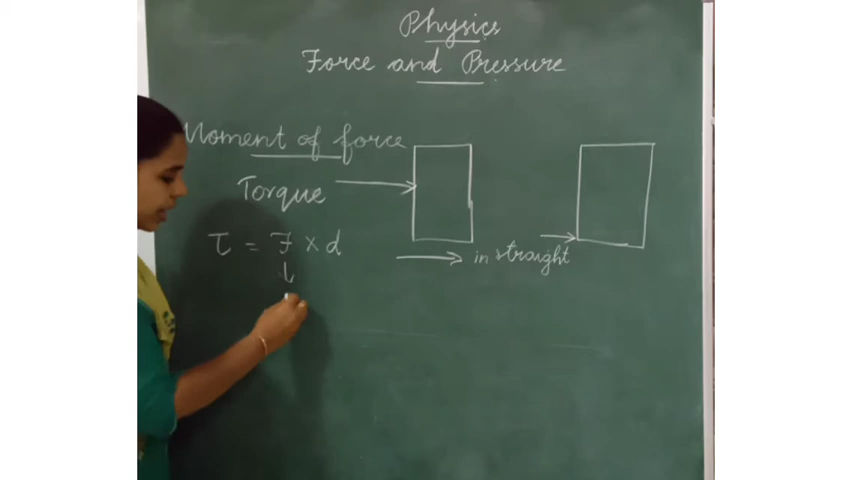 Physics
Force and Pressure
Moment of force
Torque
τ = F × d
in straight